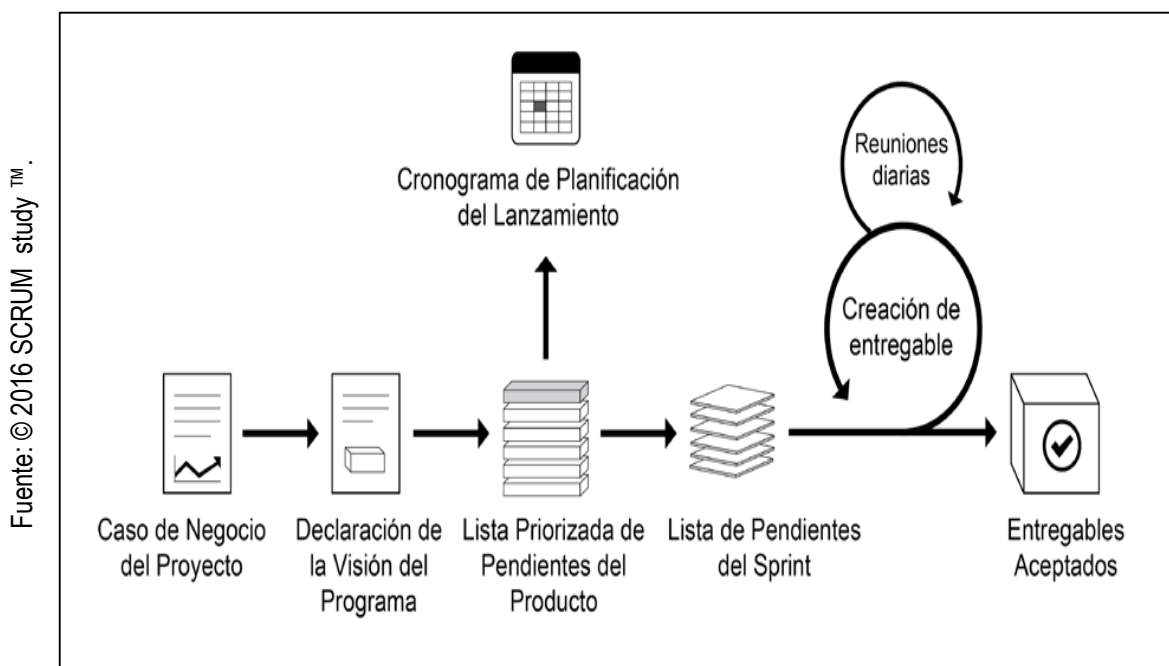 Fuente: © 2016 SCRUM study ™.
Cronograma de Planificación
del Lanzamiento
Reuniones
diarias
Creación de
entregable
Caso de Negocio
del Proyecto
Declaración de
la Visión del
Programa
Lista Priorizada de
Pendientes del
Producto
Lista de Pendientes
del Sprint
Entregables
Aceptados